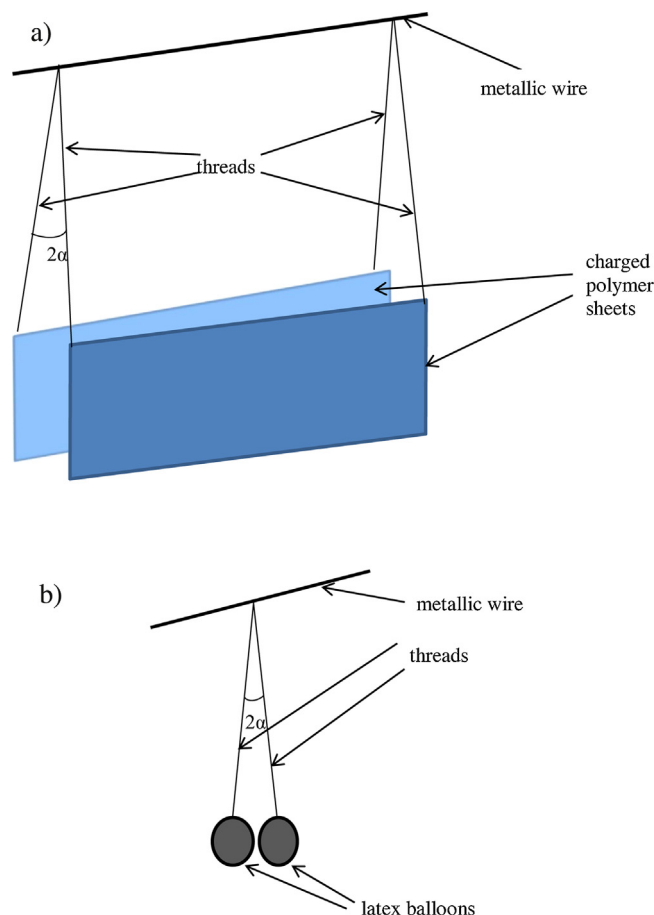 a)
metallic wire
threads
2α
charged
polymer
sheets
b)
metallic wire
threads
2α
latex balloons